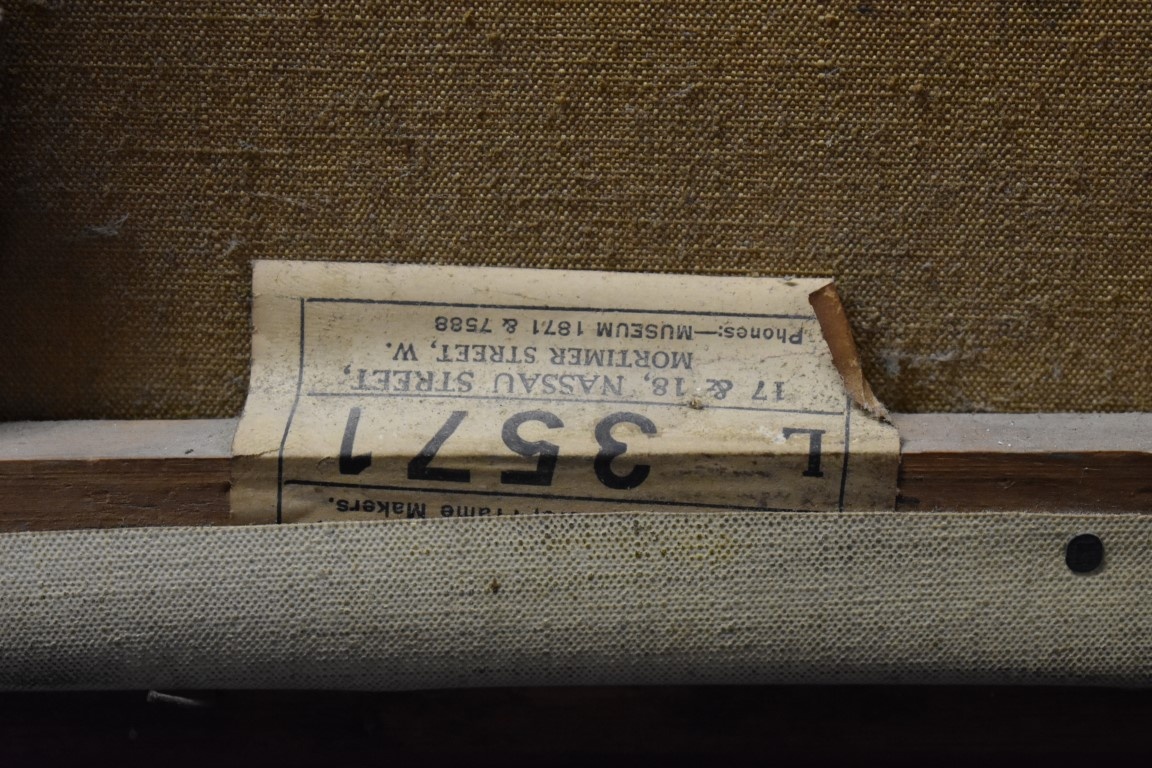 Frame Makers,
L 3571
17 & 18, NASSAU STREET,
MORTIMER STREET, W.
Phones:—MUSEUM 1871 & 7588